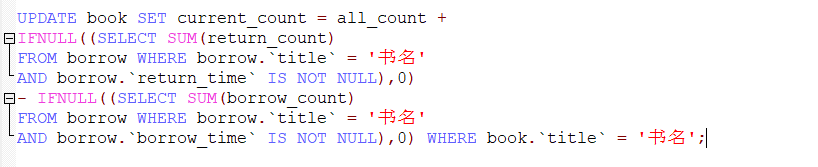 UPDATE book SET current_count = all_count +
IFNULL((SELECT SUM(return_count)
FROM borrow WHERE borrow.`title` = '书名'
AND borrow.`return_time` IS NOT NULL),0)
- IFNULL((SELECT SUM(borrow_count)
FROM borrow WHERE borrow.`title` = '书名'
AND borrow.`borrow_time` IS NOT NULL),0) WHERE book.`title` = '书名';